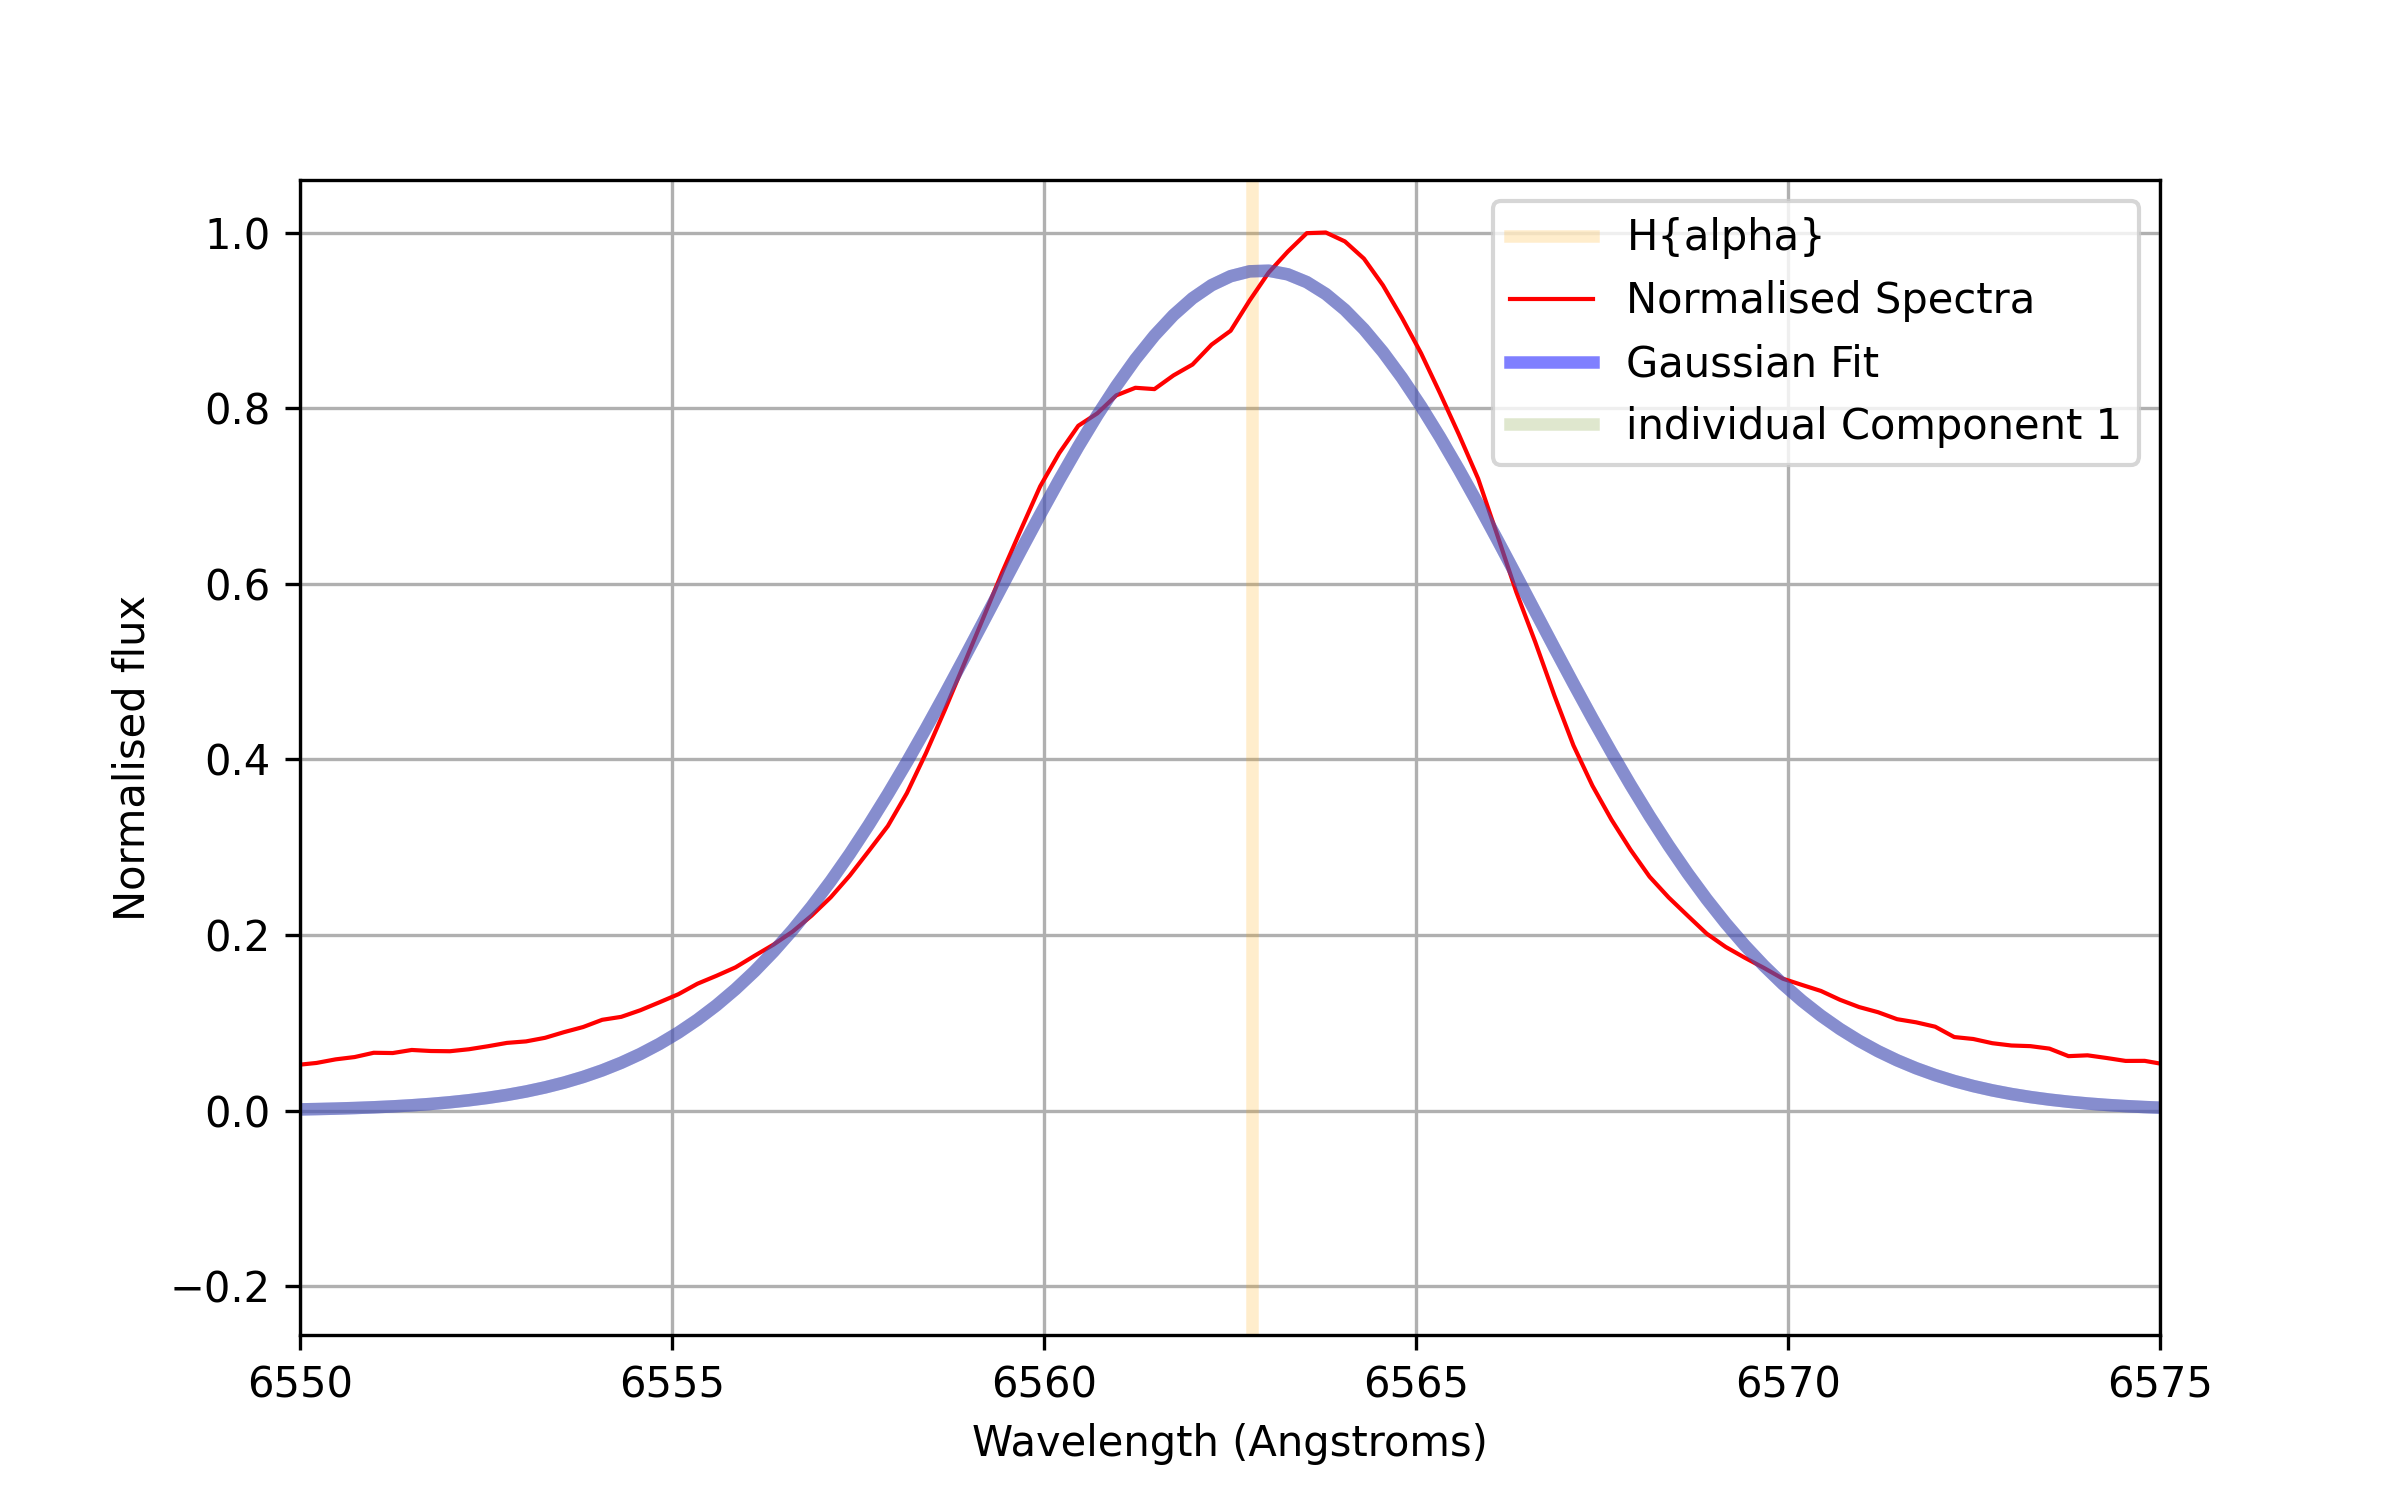 H{alpha}
Normalised Spectra
Gaussian Fit
individual Component 1
1.0
0.8
0.6
0.4
0.2
0.0
−0.2
Normalised flux
6550 6555 6560 6565 6570 6575
Wavelength (Angstroms)